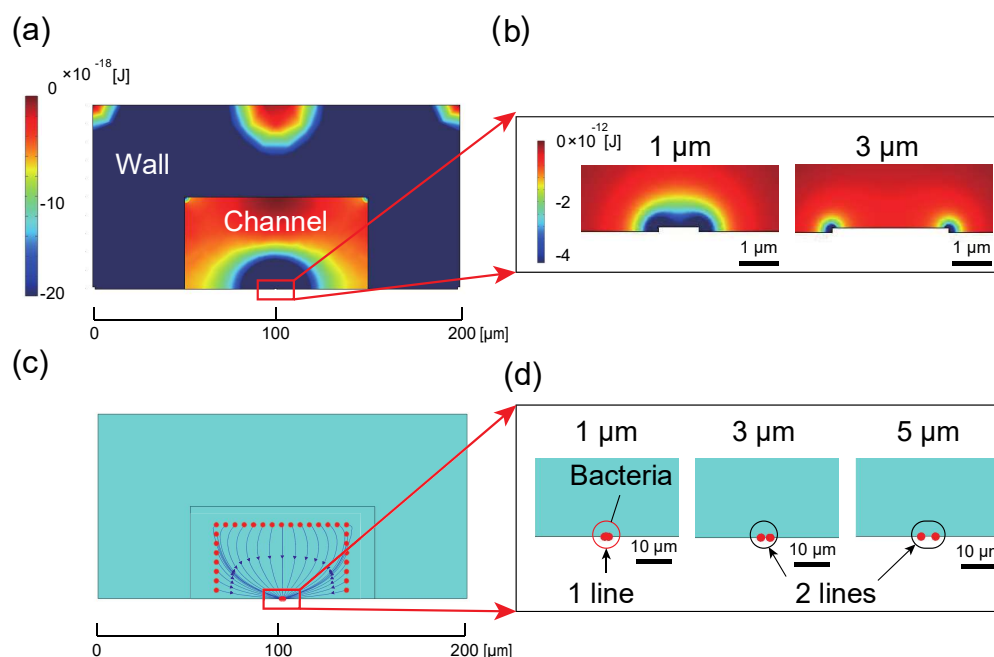 (a)
0 ×10⁻¹⁸ [J]
-10
-20
Wall
Channel
0
100
200 [μm]
(b)
0×10⁻¹² [J]
-2
-4
1 μm
3 μm
1 μm
1 μm
(c)
0
100
200 [μm]
(d)
1 μm
3 μm
5 μm
Bacteria
10 μm
10 μm
10 μm
1 line
2 lines